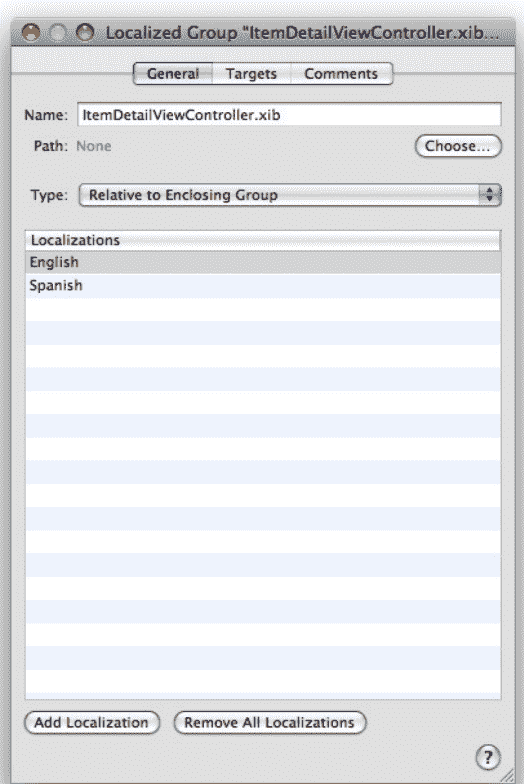 Localized Group "ItemDetailViewController.xib...
General Targets Comments
Name: ItemDetailViewController.xib
Path: None Choose...
Type: Relative to Enclosing Group
Localizations
English
Spanish
Add Localization Remove All Localizations
?